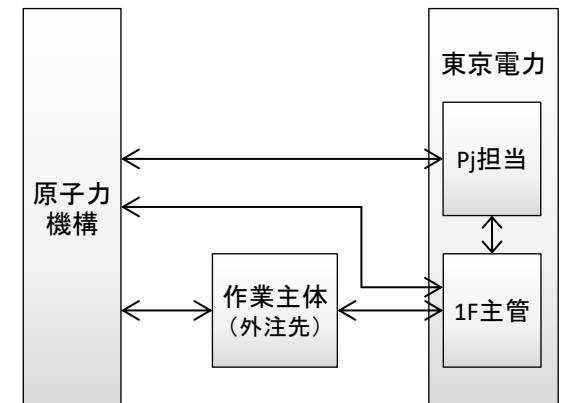 東京電力
Pj担当
原子力
機構
作業主体
（外注先）
1F主管